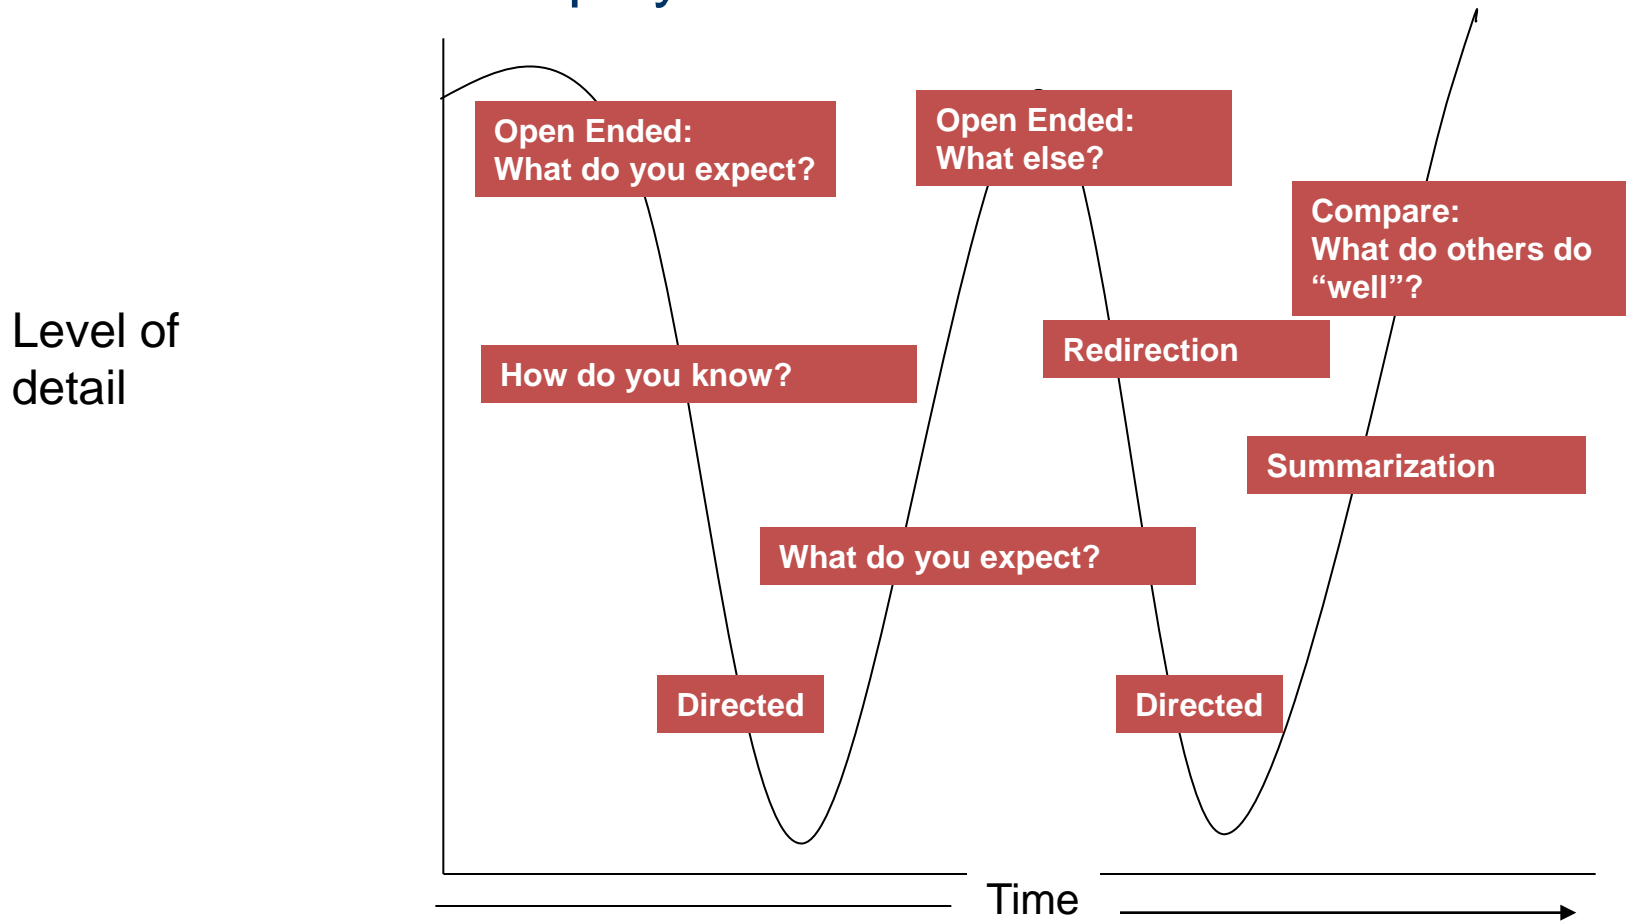 Open Ended:
What do you expect?
Open Ended:
What else?
Compare:
What do others do
“well”?
Level of
detail
How do you know?
Redirection
Summarization
What do you expect?
Directed
Directed
Time